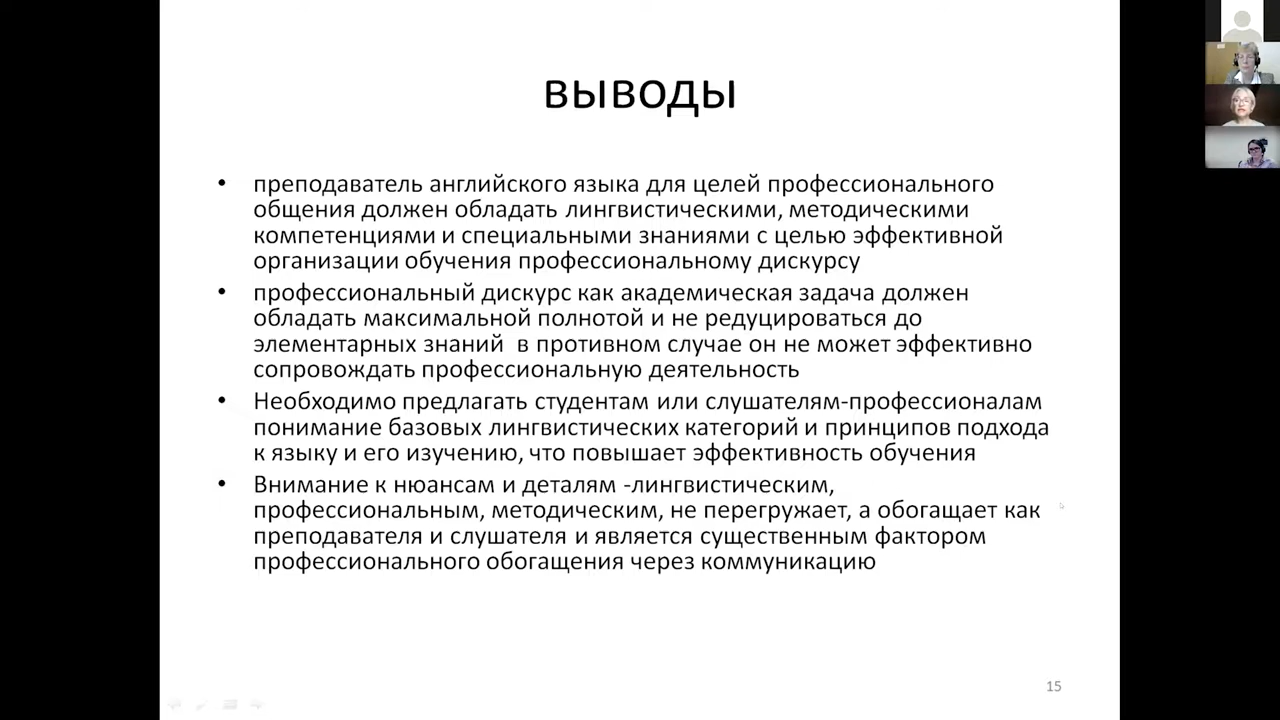 выводы
• преподаватель английского языка для целей профессионального
общения должен обладать лингвистическими, методическими
компетенциями и специальными знаниями с целью эффективной
организации обучения профессиональному дискурсу
• профессиональный дискурс как академическая задача должен
обладать максимальной полнотой и не редуцироваться до
элементарных знаний  в противном случае он не может эффективно
сопровождать профессиональную деятельность
• Необходимо предлагать студентам или слушателям-профессионалам
понимание базовых лингвистических категорий и принципов подхода
к языку и его изучению, что повышает эффективность обучения
• Внимание к нюансам и деталям -лингвистическим,
профессиональным, методическим, не перегружает, а обогащает как
преподавателя и слушателя и является существенным фактором
профессионального обогащения через коммуникацию
15